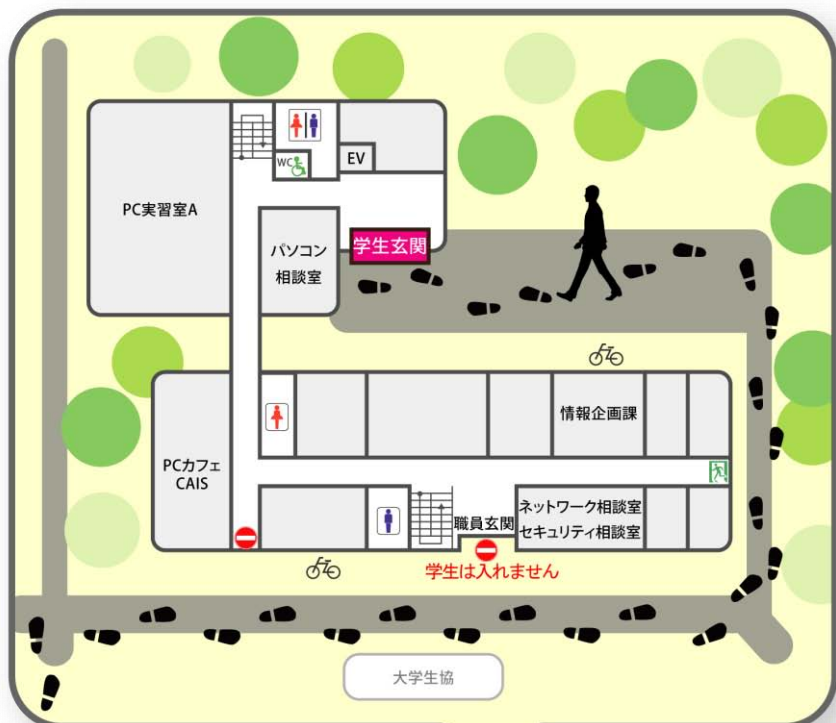 WC
EV
PC実習室A
パソコン
相談室
学生玄関
情報企画課
PCカフェ
CAIS
ネットワーク相談室
セキュリティ相談室
職員玄関
学生は入れません
大学生協